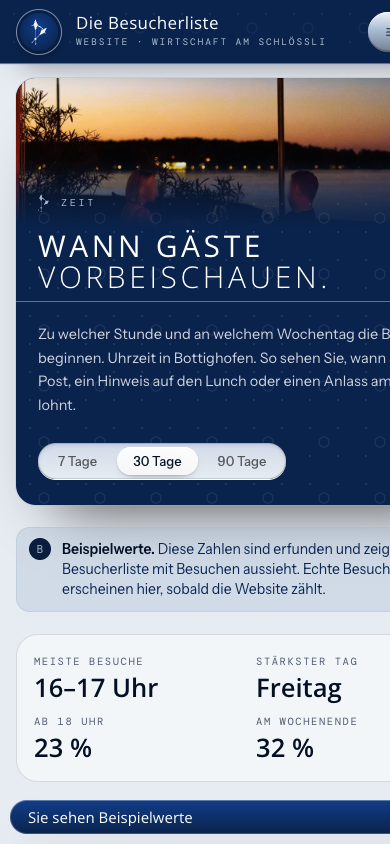 Die Besucherliste
WEBSITE · WIRTSCHAFT AM SCHLÖSSLI
ZEIT
WANN GÄSTE
VORBEISCHAUEN.
Zu welcher Stunde und an welchem Wochentag die B
beginnen. Uhrzeit in Bottighofen. So sehen Sie, wann
Post, ein Hinweis auf den Lunch oder einen Anlass am
lohnt.
7 Tage 30 Tage 90 Tage
B Beispielwerte. Diese Zahlen sind erfunden und zeig
Besucherliste mit Besuchen aussieht. Echte Besuch
erscheinen hier, sobald die Website zählt.
MEISTE BESUCHE STÄRKSTER TAG
16–17 Uhr Freitag
AB 18 UHR AM WOCHENENDE
23 % 32 %
Sie sehen Beispielwerte